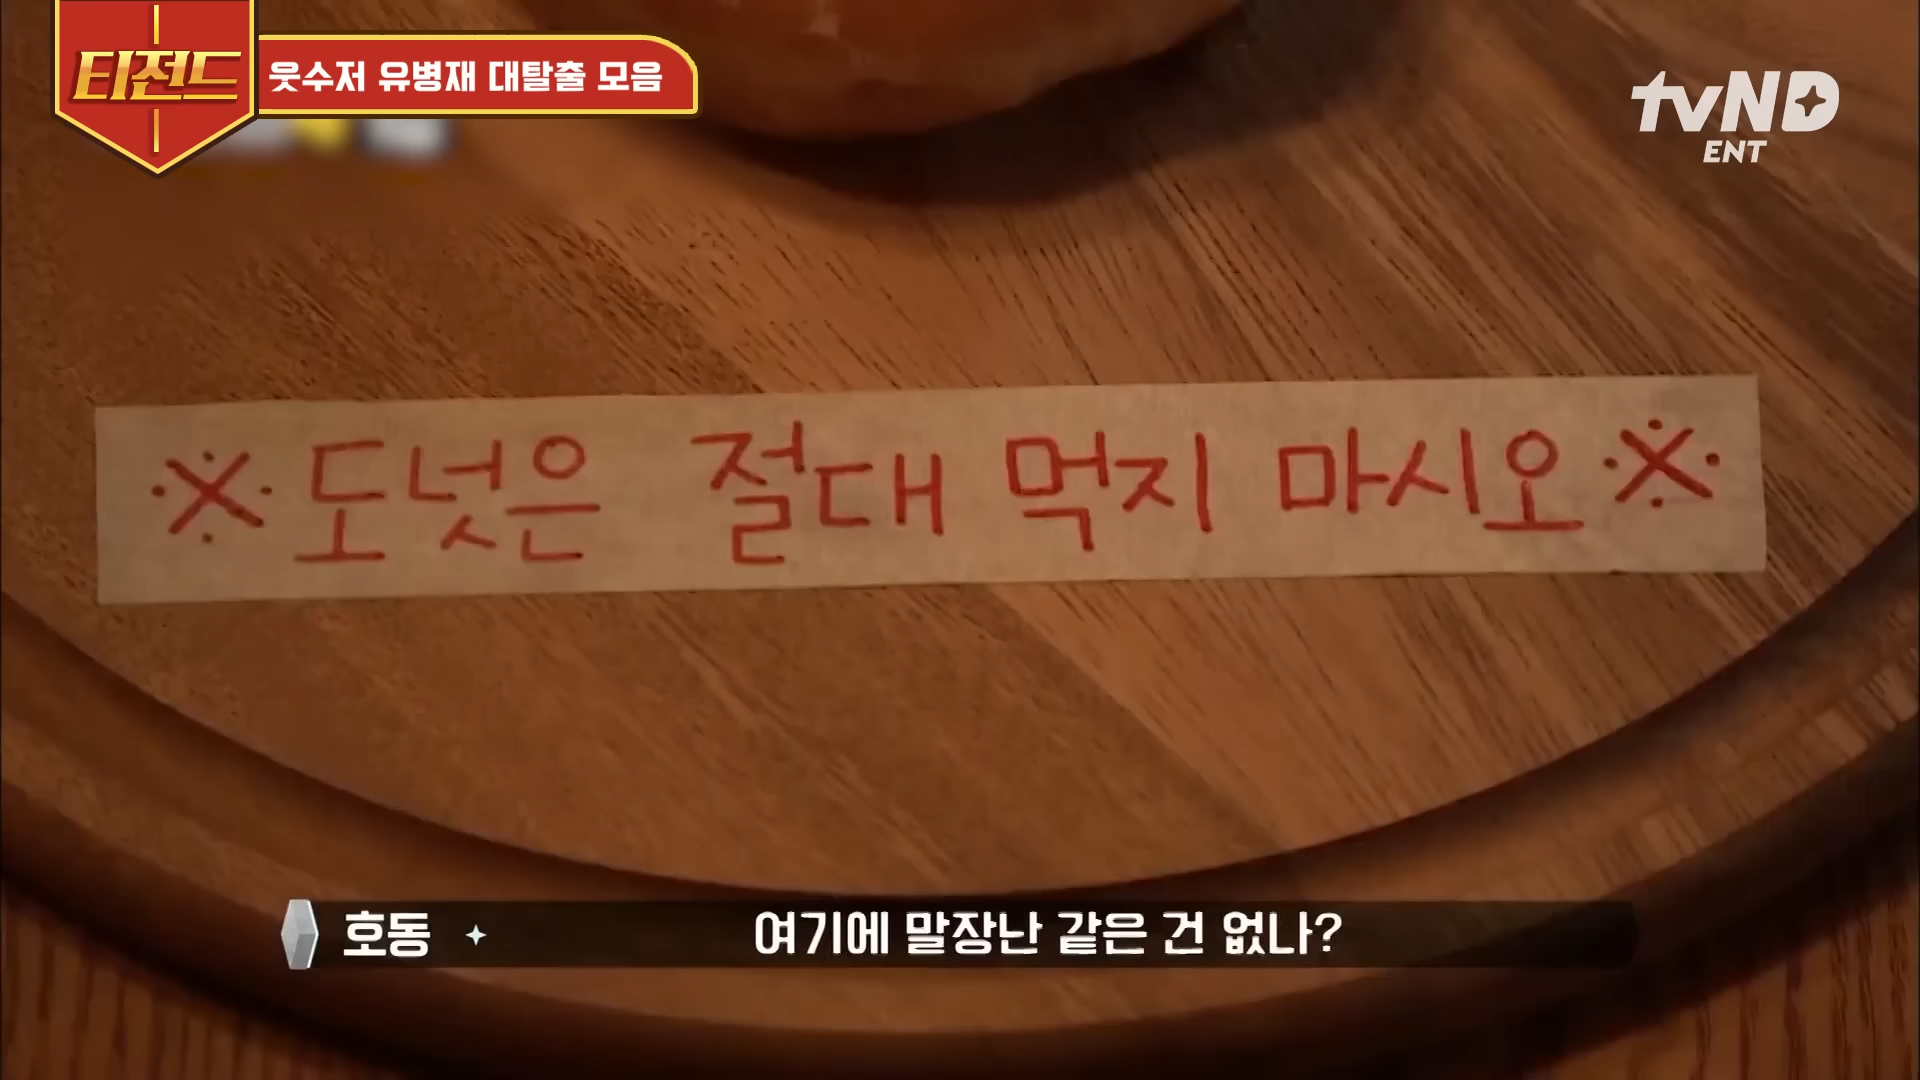 티전드
웃수저 유병재 대탈출 모음
tvND
ENT
※도넛은 절대 먹지 마시오※
호동 여기에 말장난 같은 건 없나?